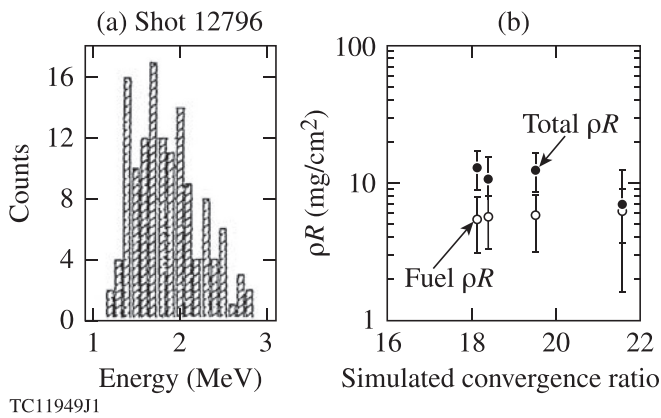 (a) Shot 12796
(b)
16
12
8
4
0
Counts
1
2
3
Energy (MeV)
100
10
1
ρR (mg/cm²)
Total ρR
Fuel ρR
16
18
20
22
Simulated convergence ratio
TC11949J1